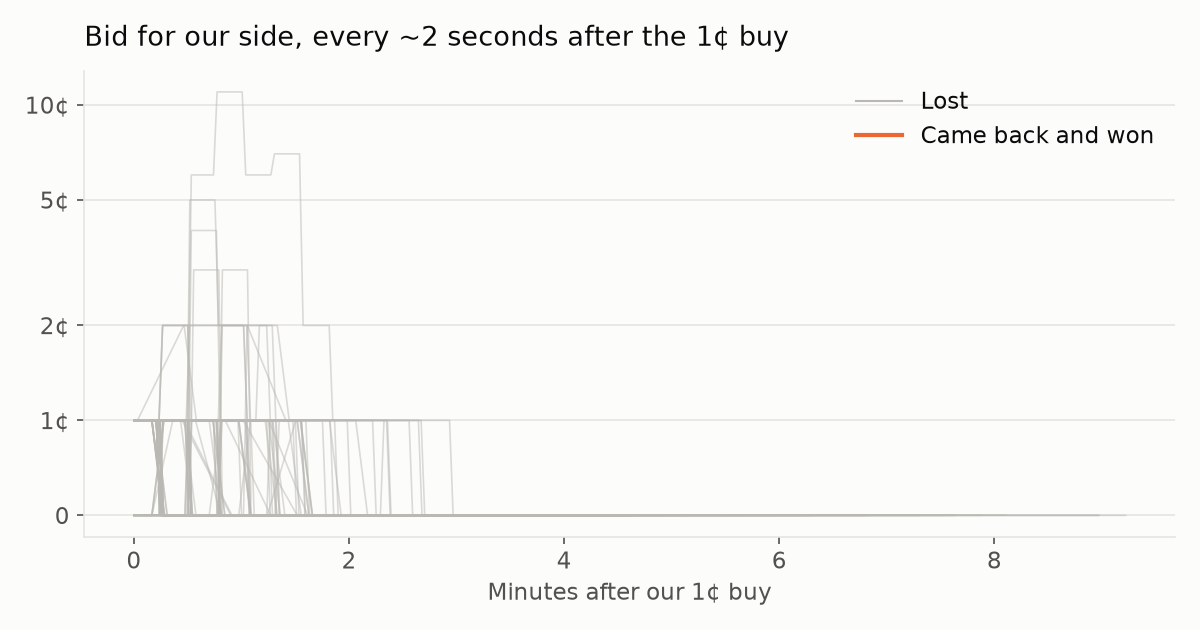 Bid for our side, every ~2 seconds after the 1¢ buy
Lost
Came back and won
10¢
5¢
2¢
1¢
0
0
2
4
6
8
Minutes after our 1¢ buy